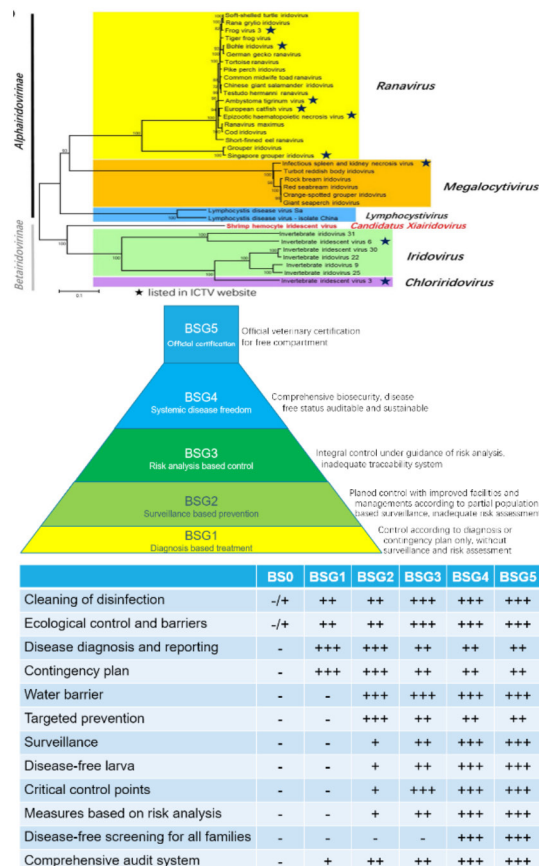 Soft-shelled turtle iridovirus
Rana grylio iridovirus
Frog virus 3 ★
Tiger frog virus
Bohle iridovirus ★
German gecko ranavirus
Tortoise ranavirus
Pike perch iridovirus
Common midwife toad ranavirus
Chinese giant salamander iridovirus
Testudo hermanni ranavirus
Ambystoma tigrinum virus ★
European catfish virus ★
Epizootic haematopoietic necrosis virus ★
Ranavirus maximus
Cod iridovirus
Short-finned eel ranavirus
Grouper iridovirus
Singapore grouper iridovirus ★
Ranavirus
Alphairidovirinae
Infectious spleen and kidney necrosis virus ★
Turbot reddish body iridovirus
Rock bream iridovirus
Red seabream iridovirus
Orange-spotted grouper iridovirus
Giant seaperch iridovirus
Megalocytivirus
Lymphocystis disease virus Sa
Lymphocystis disease virus - isolate China
Lymphocystivirus
Shrimp hemocyte iridescent virus
Candidatus Xiairidovirus
Betairidovirinae
Invertebrate iridovirus 31
Invertebrate iridescent virus 6 ★
Invertebrate iridescent virus 30
Invertebrate iridovirus 22
Invertebrate iridovirus 9
Invertebrate iridovirus 25
Iridovirus
Invertebrate iridescent virus 3 ★
Chloriridovirus
0.1
★ listed in ICTV website
BSG5
Official certification
Official veterinary certification
for free compartment
BSG4
Systemic disease freedom
Comprehensive biosecurity, disease
free status auditable and sustainable
BSG3
Risk analysis based control
Integral control under guidance of risk analysis,
inadequate traceability system
BSG2
Surveillance based prevention
Planed control with improved facilities and
managements according to partial population
based surveillance, inadequate risk assessment
BSG1
Diagnosis based treatment
Control according to diagnosis or
contingency plan only, without
surveillance and risk assessment
BS0 BSG1 BSG2 BSG3 BSG4 BSG5
Cleaning of disinfection -/+ ++ ++ +++ +++ +++
Ecological control and barriers -/+ ++ ++ +++ +++ +++
Disease diagnosis and reporting - +++ +++ ++ ++ ++
Contingency plan - +++ +++ ++ ++ ++
Water barrier - - +++ +++ +++ +++
Targeted prevention - - +++ ++ ++ ++
Surveillance - - + ++ +++ +++
Disease-free larva - - + ++ +++ +++
Critical control points - - + +++ +++ +++
Measures based on risk analysis - - + ++ +++ +++
Disease-free screening for all families - - - - +++ +++
Comprehensive audit system - + ++ ++ +++ +++